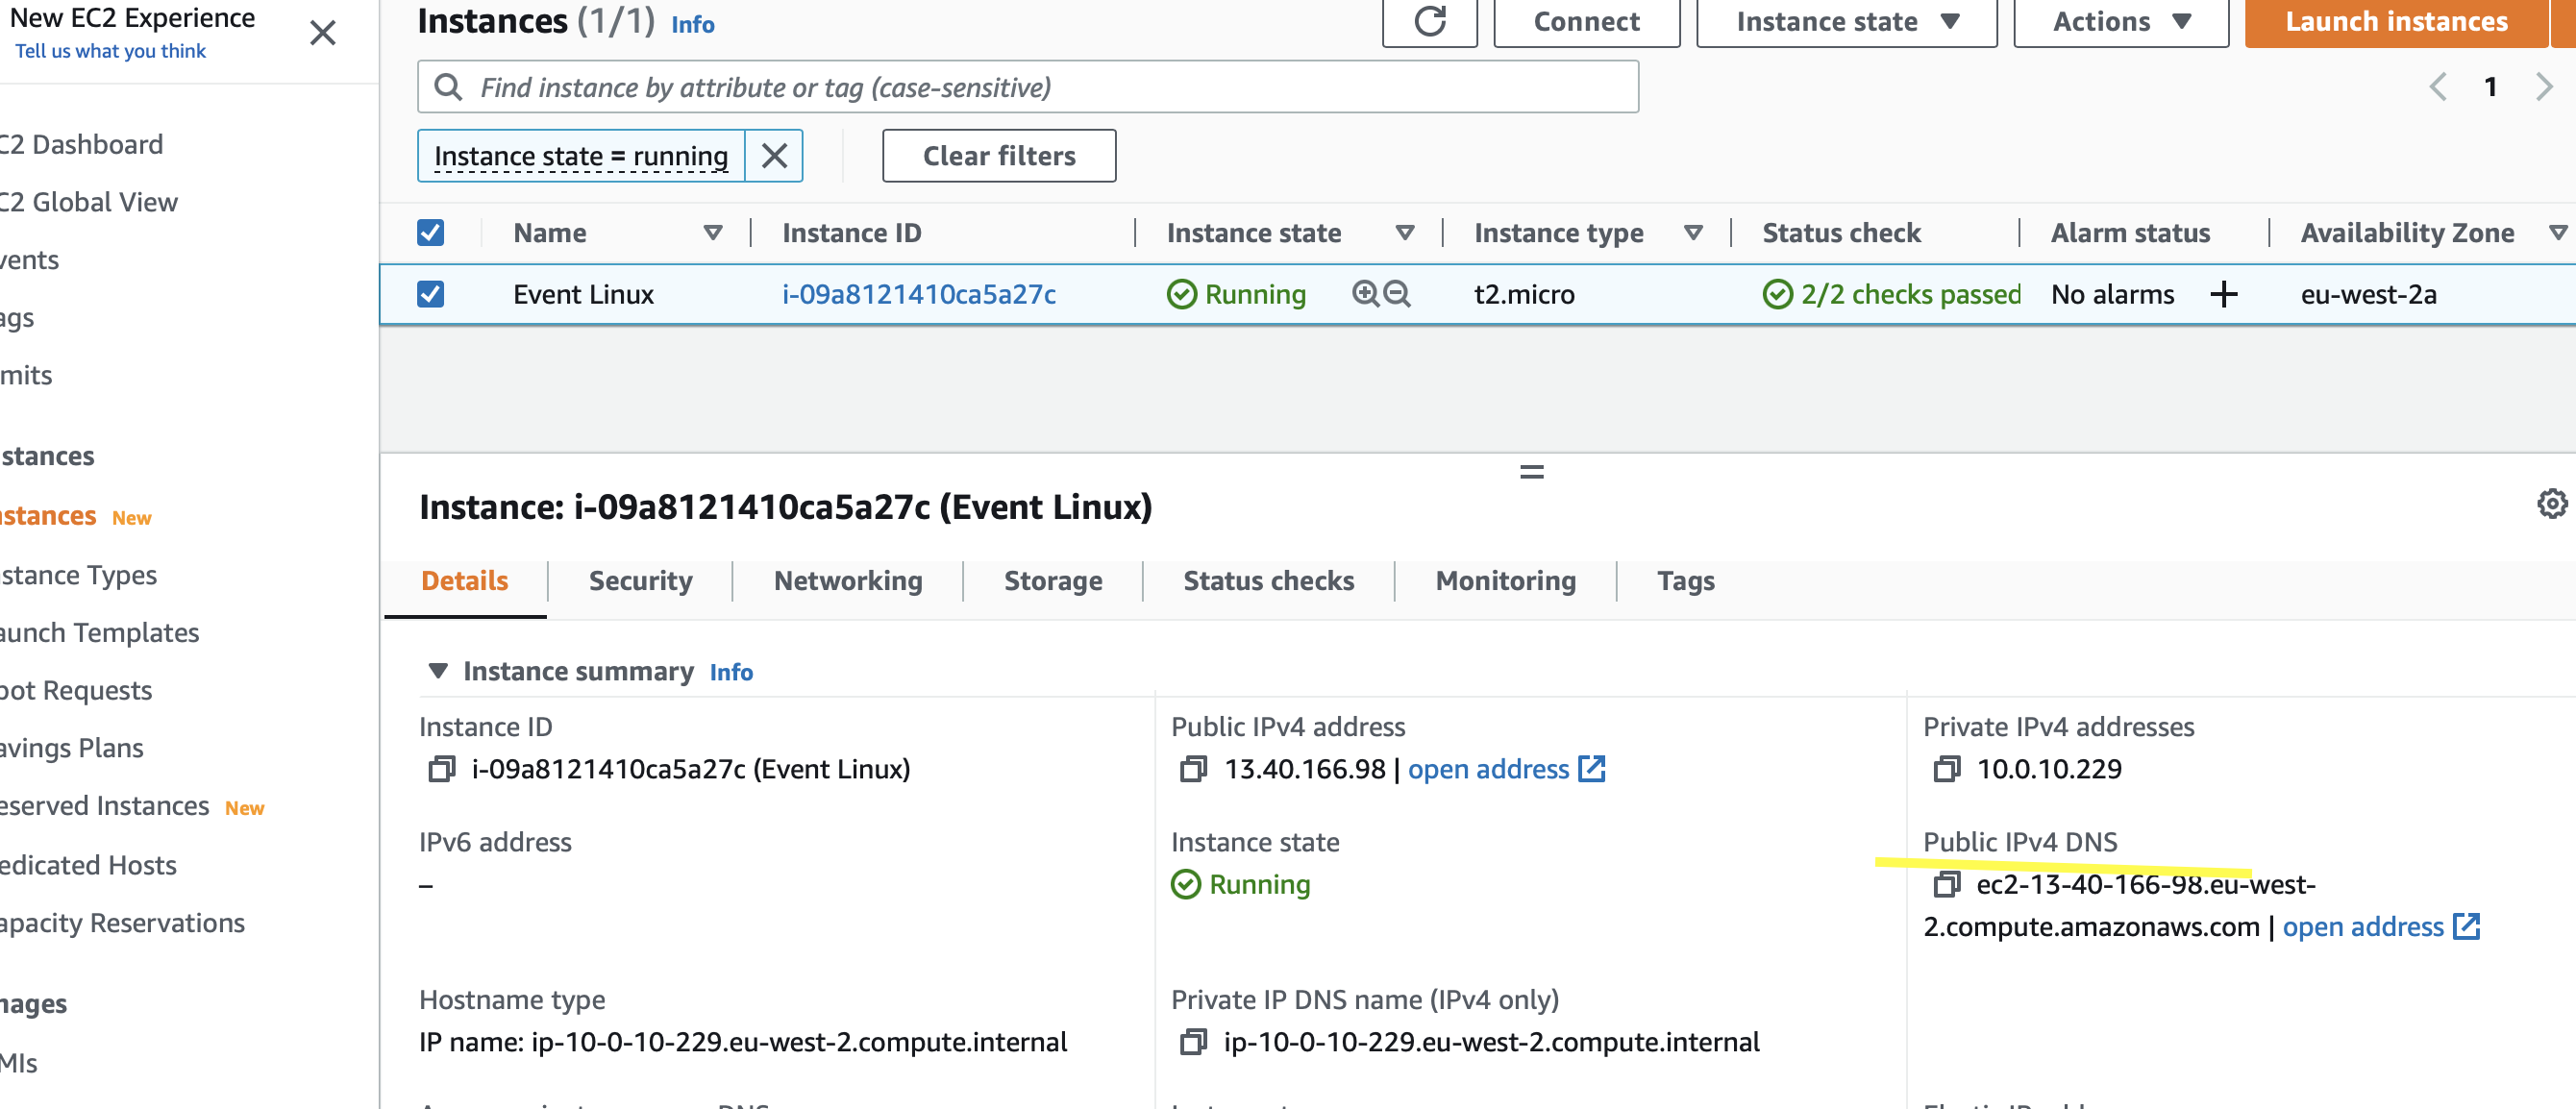 New EC2 Experience
Tell us what you think
C2 Dashboard
C2 Global View
vents
ags
mits
stances
nstances New
stance Types
aunch Templates
pot Requests
avings Plans
eserved Instances New
edicated Hosts
apacity Reservations
nages
MIs
Instances (1/1) Info
Connect
Instance state
Actions
Launch instances
Find instance by attribute or tag (case-sensitive)
1
Instance state = running
Clear filters
Name Instance ID Instance state Instance type Status check Alarm status Availability Zone
Event Linux i-09a8121410ca5a27c Running t2.micro 2/2 checks passed No alarms + eu-west-2a
Instance: i-09a8121410ca5a27c (Event Linux)
Details Security Networking Storage Status checks Monitoring Tags
Instance summary Info
Instance ID
i-09a8121410ca5a27c (Event Linux)
Public IPv4 address
13.40.166.98 | open address
Private IPv4 addresses
10.0.10.229
IPv6 address
–
Instance state
Running
Public IPv4 DNS
ec2-13-40-166-98.eu-west-
2.compute.amazonaws.com | open address
Hostname type
IP name: ip-10-0-10-229.eu-west-2.compute.internal
Private IP DNS name (IPv4 only)
ip-10-0-10-229.eu-west-2.compute.internal